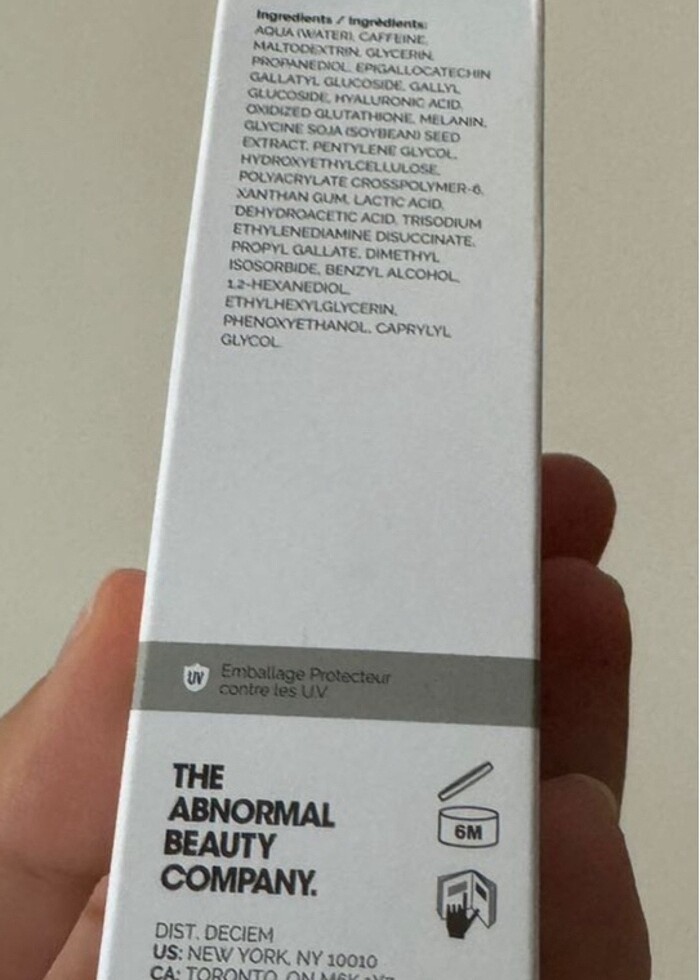 Ingredients / Ingrédients:
AQUA (WATER), CAFFEINE,
MALTODEXTRIN, GLYCERIN,
PROPANEDIOL, EPIGALLOCATECHIN
GALLATYL GLUCOSIDE, GALLYL
GLUCOSIDE, HYALURONIC ACID,
OXIDIZED GLUTATHIONE, MELANIN,
GLYCINE SOJA (SOYBEAN) SEED
EXTRACT, PENTYLENE GLYCOL,
HYDROXYETHYLCELLULOSE,
POLYACRYLATE CROSSPOLYMER-6,
XANTHAN GUM, LACTIC ACID,
DEHYDROACETIC ACID, TRISODIUM
ETHYLENEDIAMINE DISUCCINATE,
PROPYL GALLATE, DIMETHYL
ISOSORBIDE, BENZYL ALCOHOL,
1,2-HEXANEDIOL,
ETHYLHEXYLGLYCERIN,
PHENOXYETHANOL, CAPRYLYL
GLYCOL.
UV
Emballage Protecteur
contre les U.V.
THE
ABNORMAL
BEAUTY
COMPANY.
6M
DIST. DECIEM
US: NEW YORK, NY 10010
CA: TORONTO, ON M6K